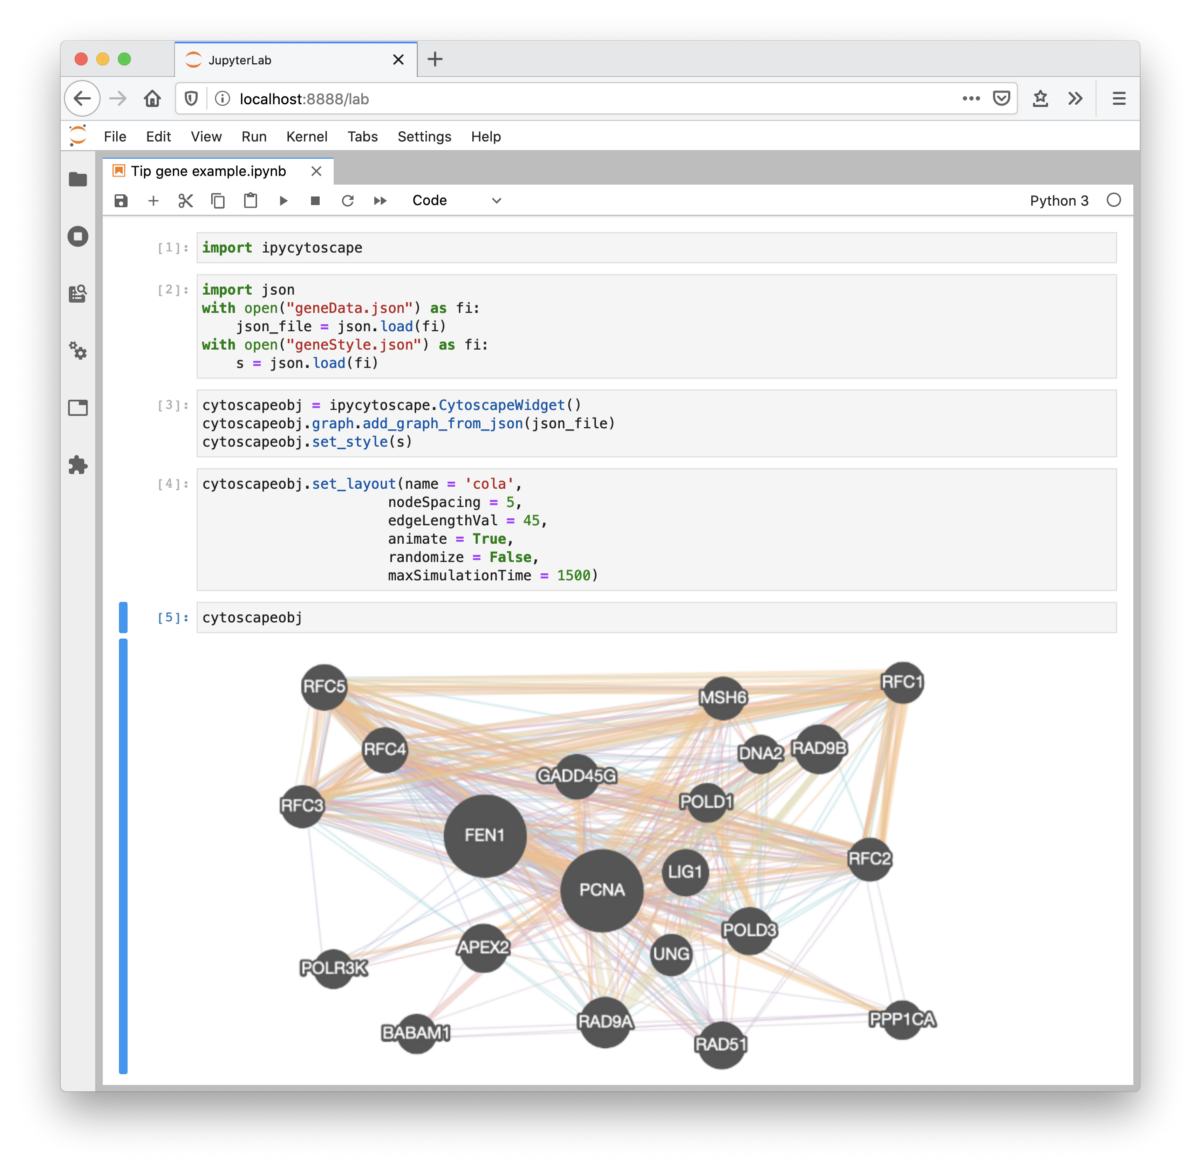 JupyterLab
localhost:8888/lab
File Edit View Run Kernel Tabs Settings Help
Tip gene example.ipynb
Code
Python 3
[1]: import ipycytoscape
[2]: import json
with open("geneData.json") as fi:
    json_file = json.load(fi)
with open("geneStyle.json") as fi:
    s = json.load(fi)
[3]: cytoscapeobj = ipycytoscape.CytoscapeWidget()
cytoscapeobj.graph.add_graph_from_json(json_file)
cytoscapeobj.set_style(s)
[4]: cytoscapeobj.set_layout(name = 'cola',
                      nodeSpacing = 5,
                      edgeLengthVal = 45,
                      animate = True,
                      randomize = False,
                      maxSimulationTime = 1500)
[5]: cytoscapeobj
RFC5
RFC1
MSH6
RFC4
DNA2
RAD9B
GADD45G
RFC3
POLD1
FEN1
RFC2
LIG1
PCNA
POLD3
APEX2
UNG
POLR3K
RAD9A
PPP1CA
BABAM1
RAD51